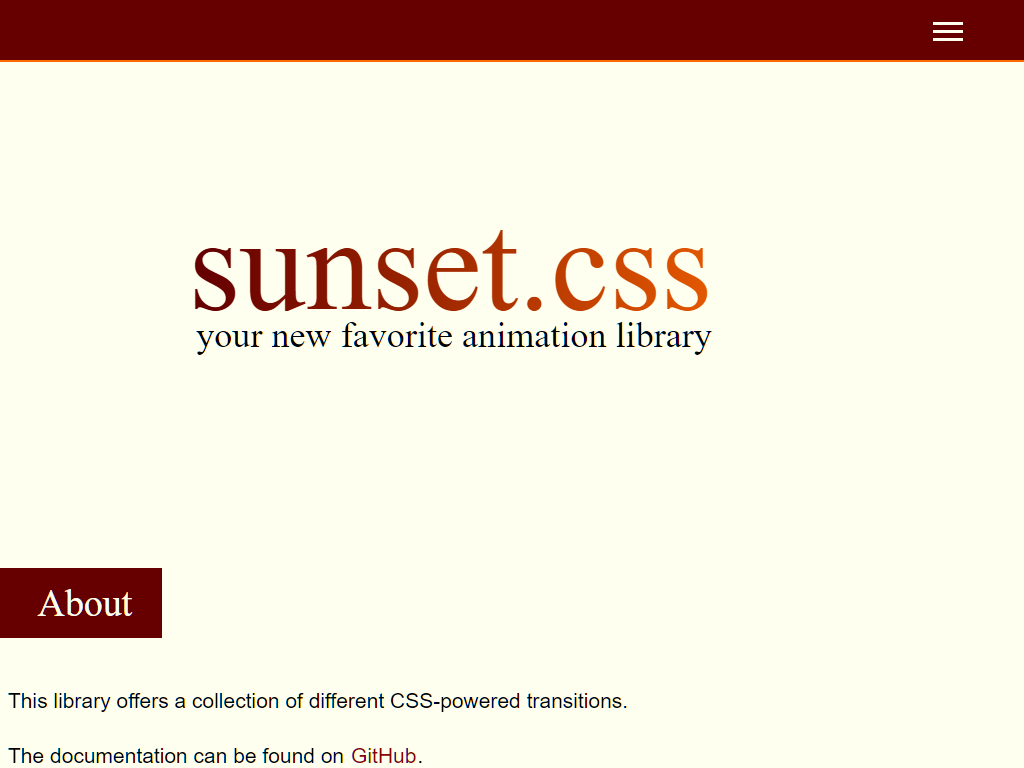 sunset.css
your new favorite animation library
About
This library offers a collection of different CSS-powered transitions.
The documentation can be found on GitHub.